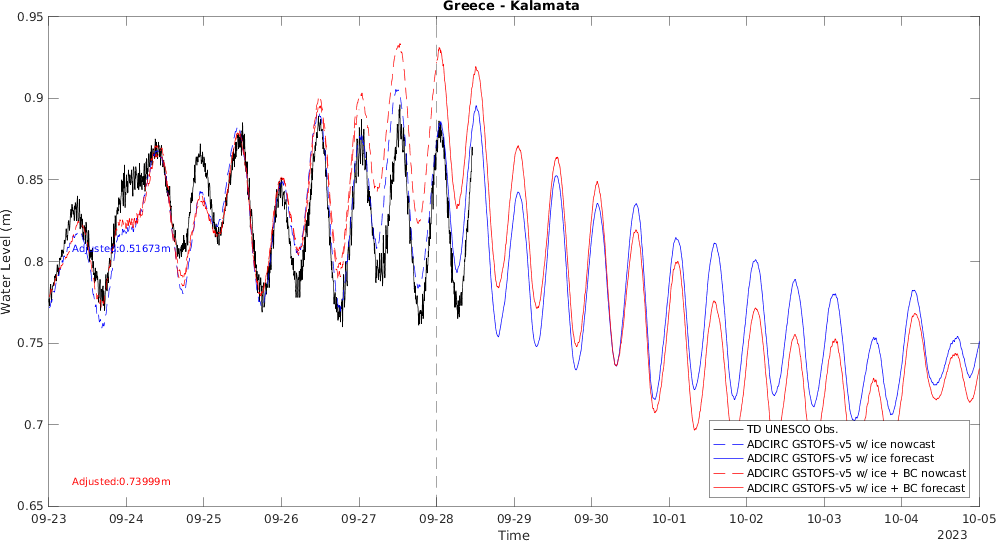 Greece - Kalamata
0.95
0.9
0.85
0.8
0.75
0.7
0.65
Water Level (m)
Adjusted:0.51673m
Adjusted:0.73999m
TD UNESCO Obs.
ADCIRC GSTOFS-v5 w/ ice nowcast
ADCIRC GSTOFS-v5 w/ ice forecast
ADCIRC GSTOFS-v5 w/ ice + BC nowcast
ADCIRC GSTOFS-v5 w/ ice + BC forecast
09-23 09-24 09-25 09-26 09-27 09-28 09-29 09-30 10-01 10-02 10-03 10-04 10-05
Time
2023